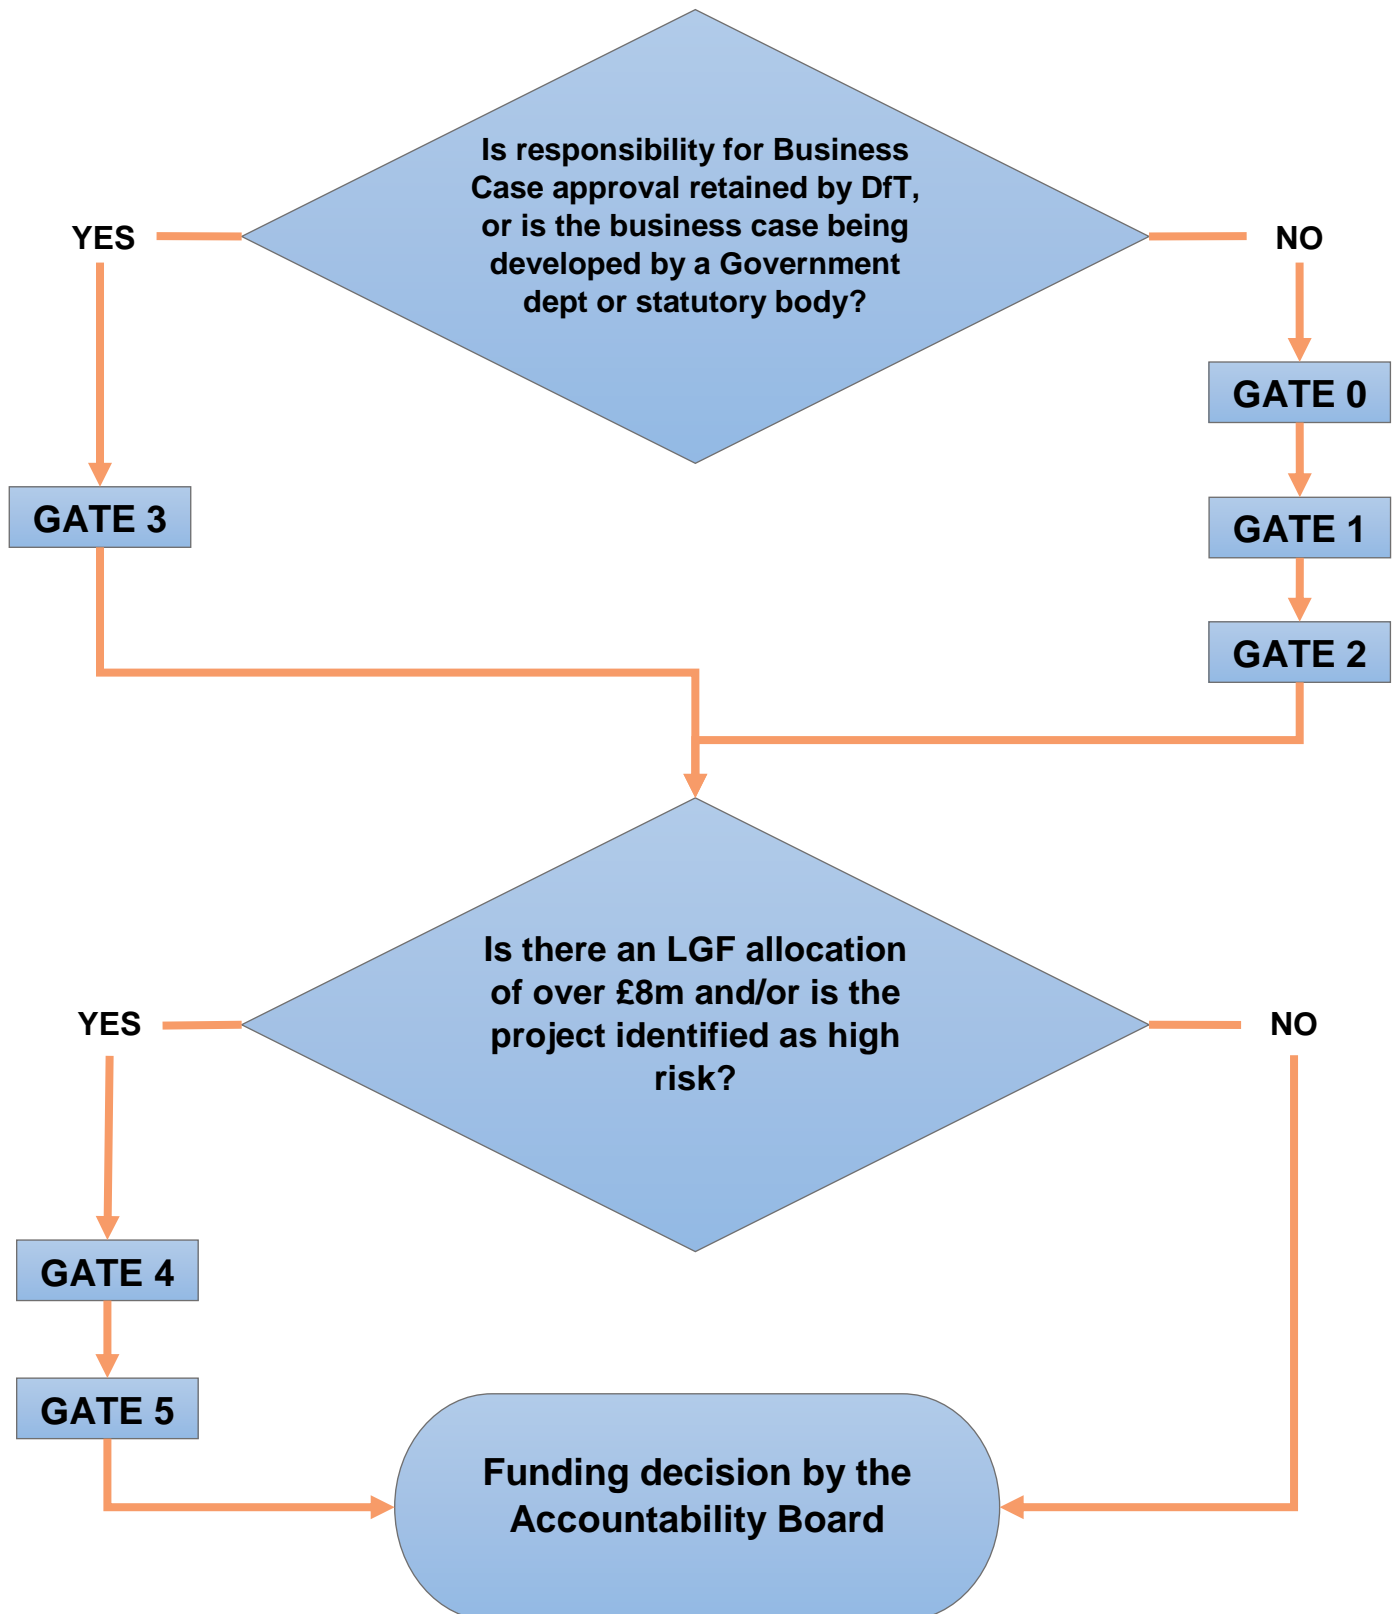 Is responsibility for Business
Case approval retained by DfT,
or is the business case being
developed by a Government
dept or statutory body?
YES
NO
GATE 0
GATE 3
GATE 1
GATE 2
Is there an LGF allocation
of over £8m and/or is the
project identified as high
risk?
YES
NO
GATE 4
GATE 5
Funding decision by the
Accountability Board